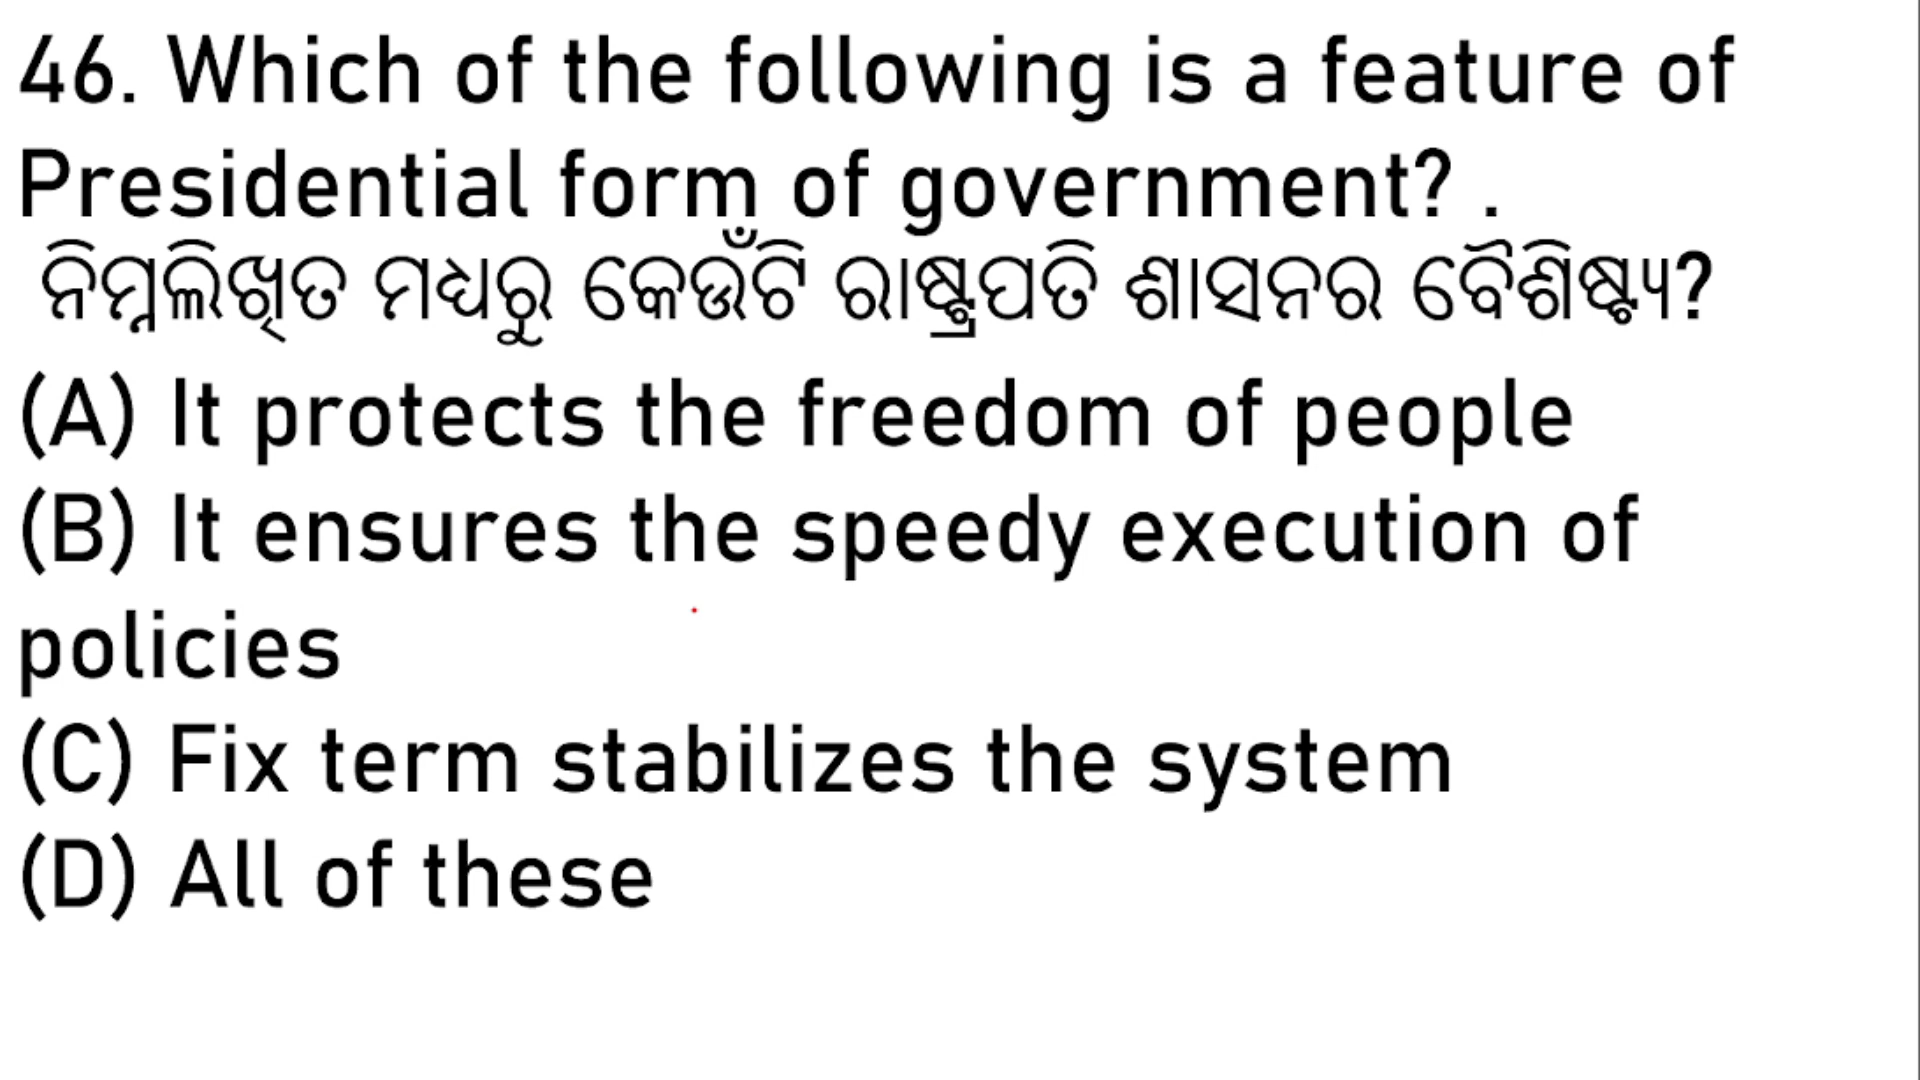 46. Which of the following is a feature of
Presidential form of government? .
ନିମ୍ନଲିଖିତ ମଧ୍ୟରୁ କେଉଁଟି ରାଷ୍ଟ୍ରପତି ଶାସନର ବୈଶିଷ୍ଟ୍ୟ?
(A) It protects the freedom of people
(B) It ensures the speedy execution of
policies
(C) Fix term stabilizes the system
(D) All of these